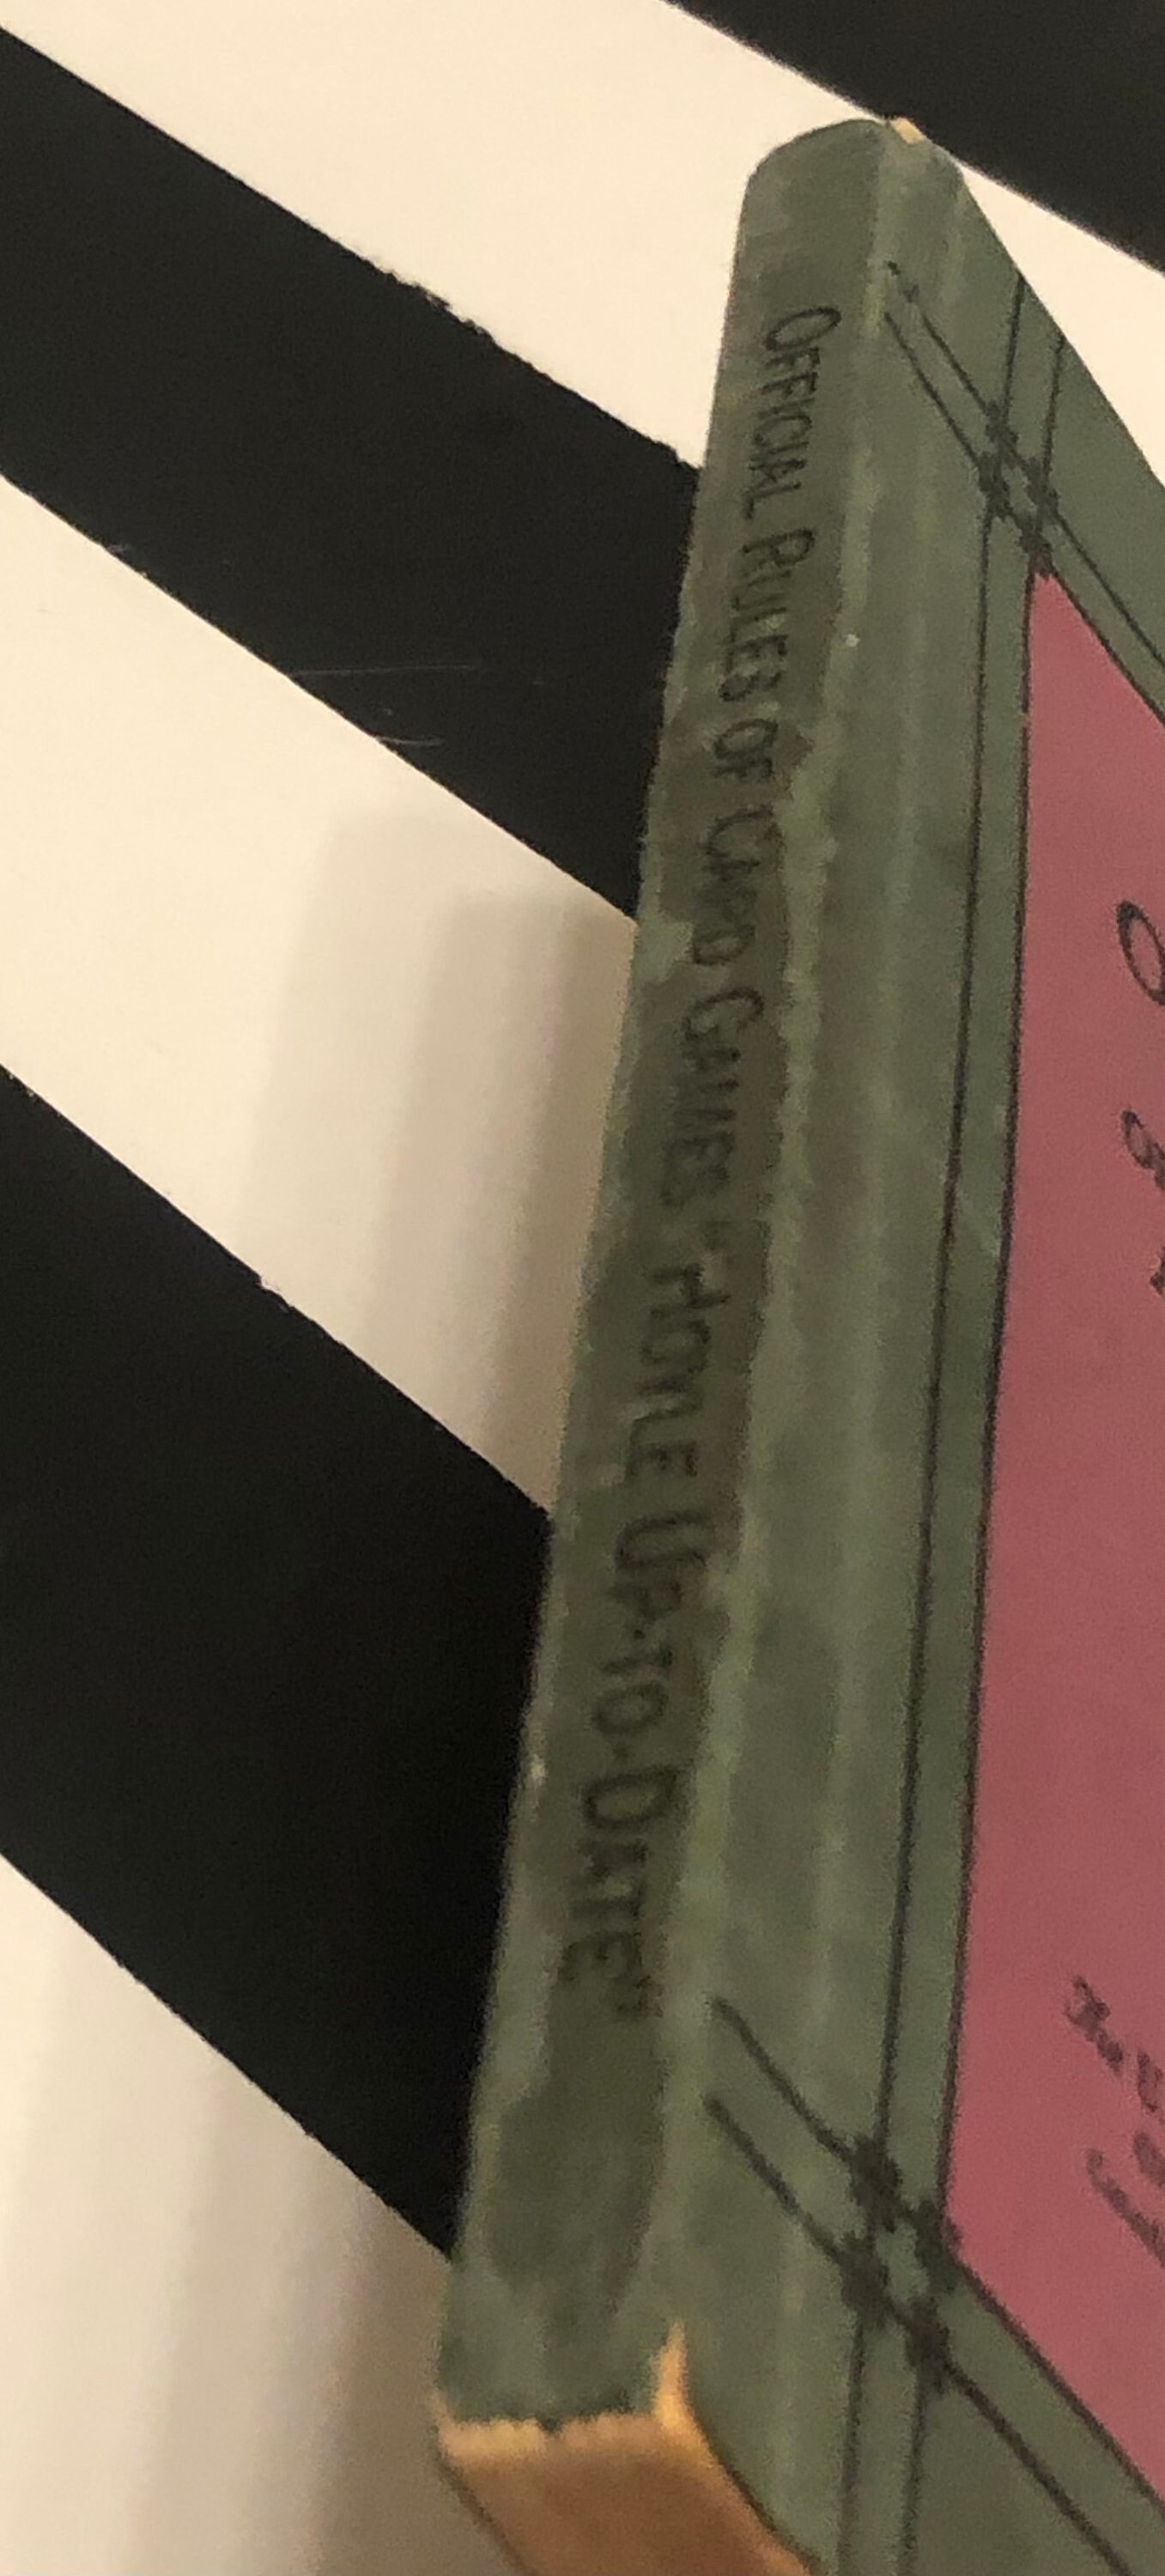 OFFICIAL RULES OF CARD GAMES "HOYLE UP-TO-DATE"